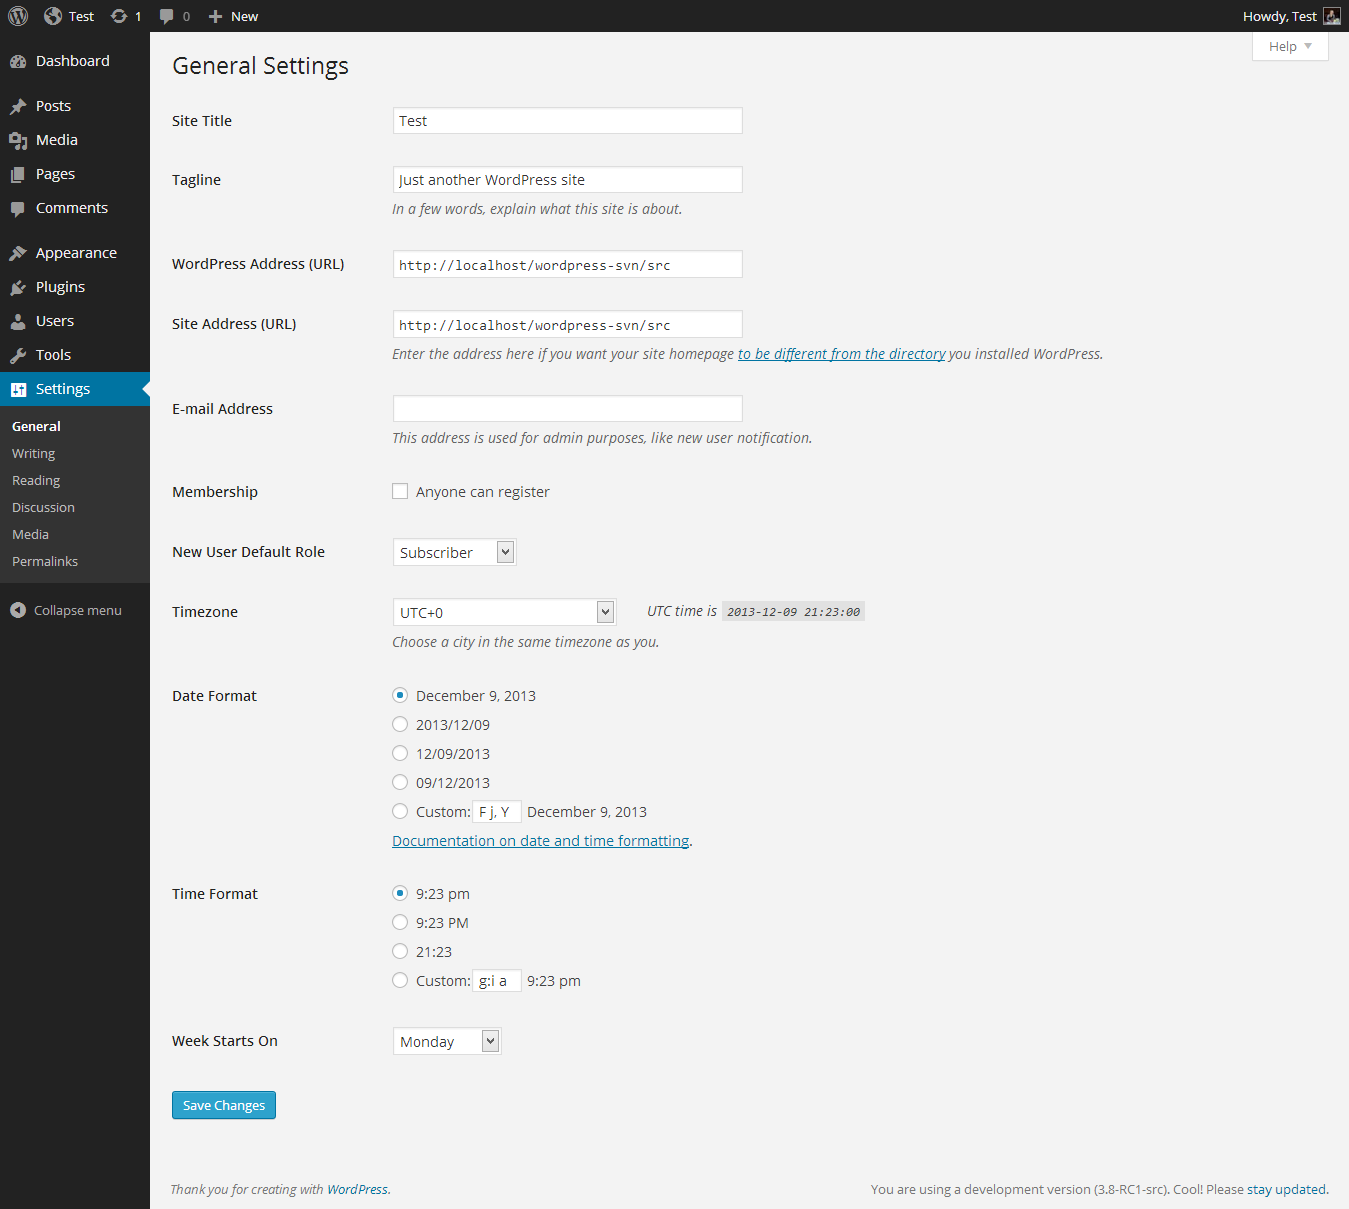 Test 1 0 New Howdy, Test
Help
Dashboard
Posts
Media
Pages
Comments
Appearance
Plugins
Users
Tools
Settings
General
Writing
Reading
Discussion
Media
Permalinks
Collapse menu
General Settings
Site Title Test
Tagline Just another WordPress site
In a few words, explain what this site is about.
WordPress Address (URL) http://localhost/wordpress-svn/src
Site Address (URL) http://localhost/wordpress-svn/src
Enter the address here if you want your site homepage to be different from the directory you installed WordPress.
E-mail Address
This address is used for admin purposes, like new user notification.
Membership Anyone can register
New User Default Role Subscriber
Timezone UTC+0 UTC time is 2013-12-09 21:23:00
Choose a city in the same timezone as you.
Date Format December 9, 2013
2013/12/09
12/09/2013
09/12/2013
Custom: F j, Y December 9, 2013
Documentation on date and time formatting.
Time Format 9:23 pm
9:23 PM
21:23
Custom: g:i a 9:23 pm
Week Starts On Monday
Save Changes
Thank you for creating with WordPress. You are using a development version (3.8-RC1-src). Cool! Please stay updated.